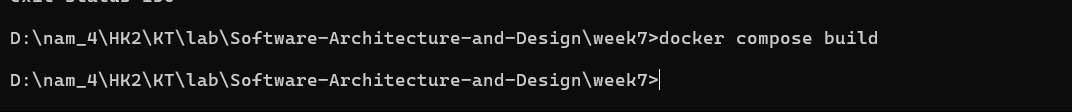 D:\nam_4\HK2\KT\lab\Software-Architecture-and-Design\week7>docker compose build
D:\nam_4\HK2\KT\lab\Software-Architecture-and-Design\week7>